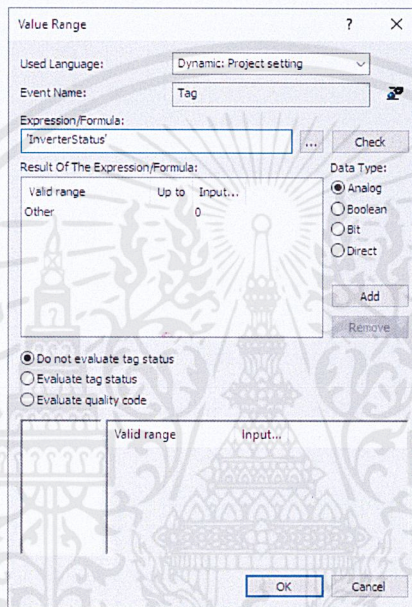 Value Range ? X
Used Language: Dynamic: Project setting
Event Name: Tag
Expression/Formula:
'InverterStatus' ... Check
Result Of The Expression/Formula: Data Type:
Valid range Up to Input... Analog
Other 0 Boolean
Bit
Direct
Add
Remove
Do not evaluate tag status
Evaluate tag status
Evaluate quality code
Valid range Input...
OK Cancel